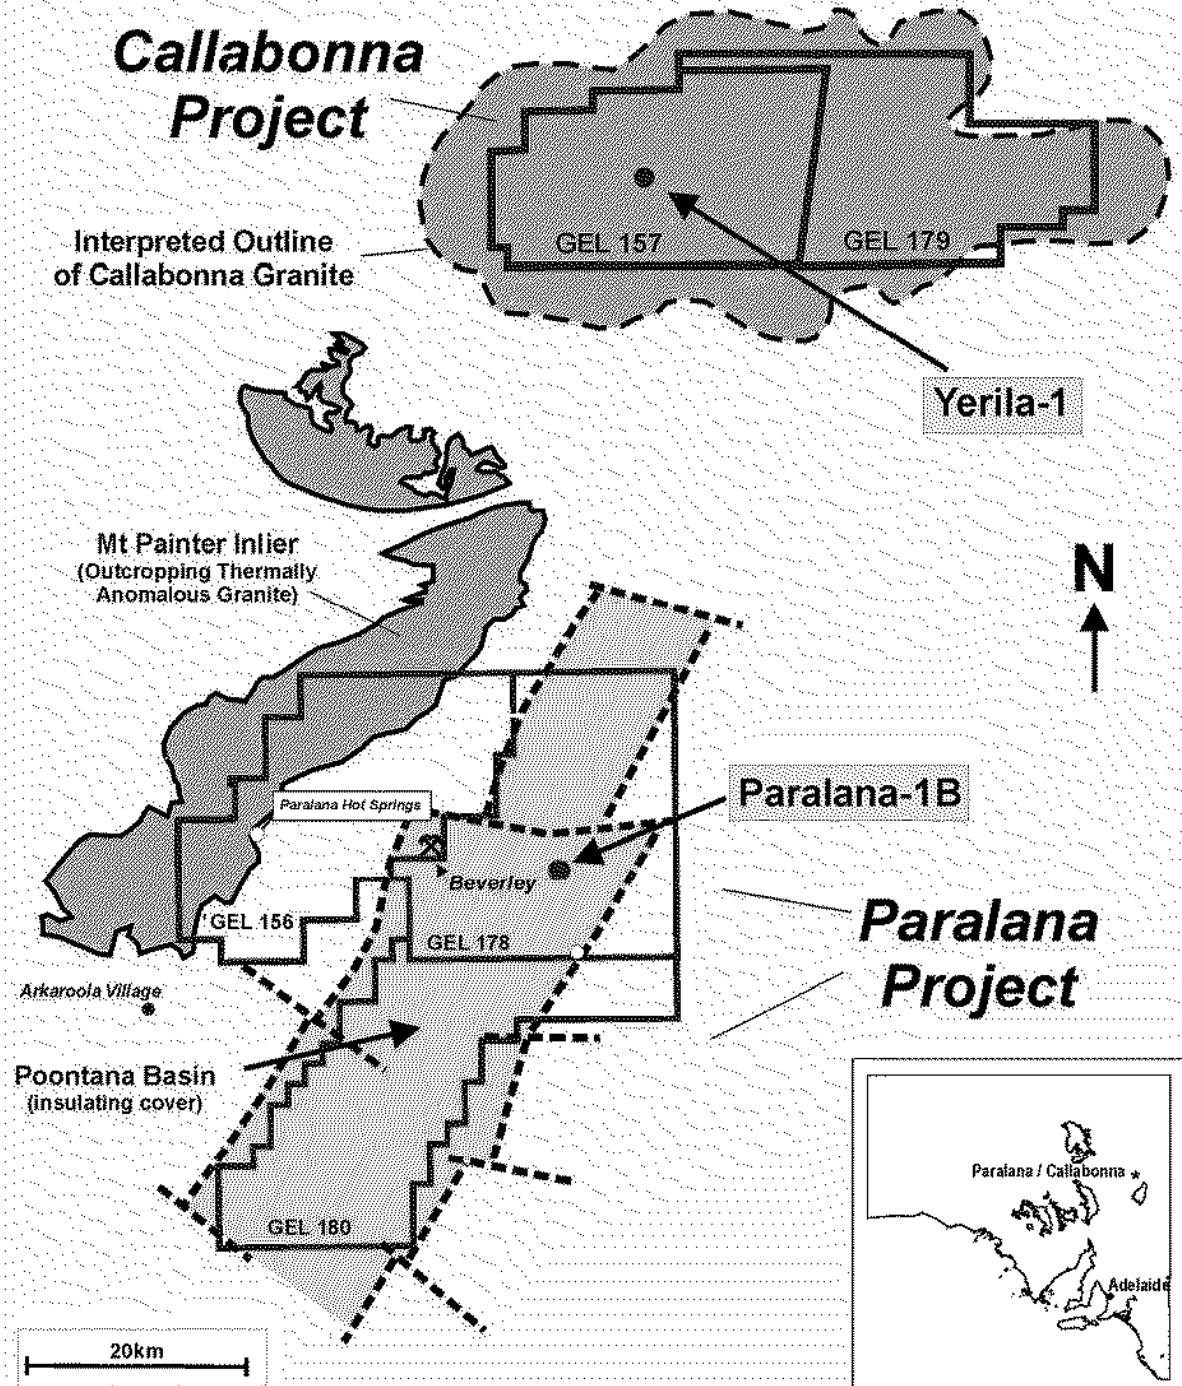 Callabonna
Project
Interpreted Outline
of Callabonna Granite
GEL 157
GEL 179
Yerila-1
Mt Painter Inlier
(Outcropping Thermally
Anomalous Granite)
N
Paralana Hot Springs
Paralana-1B
Beverley
GEL 156
GEL 178
Paralana
Project
Arkaroola Village
Poontana Basin
(insulating cover)
GEL 180
Paralana / Callabonna
Adelaide
20km